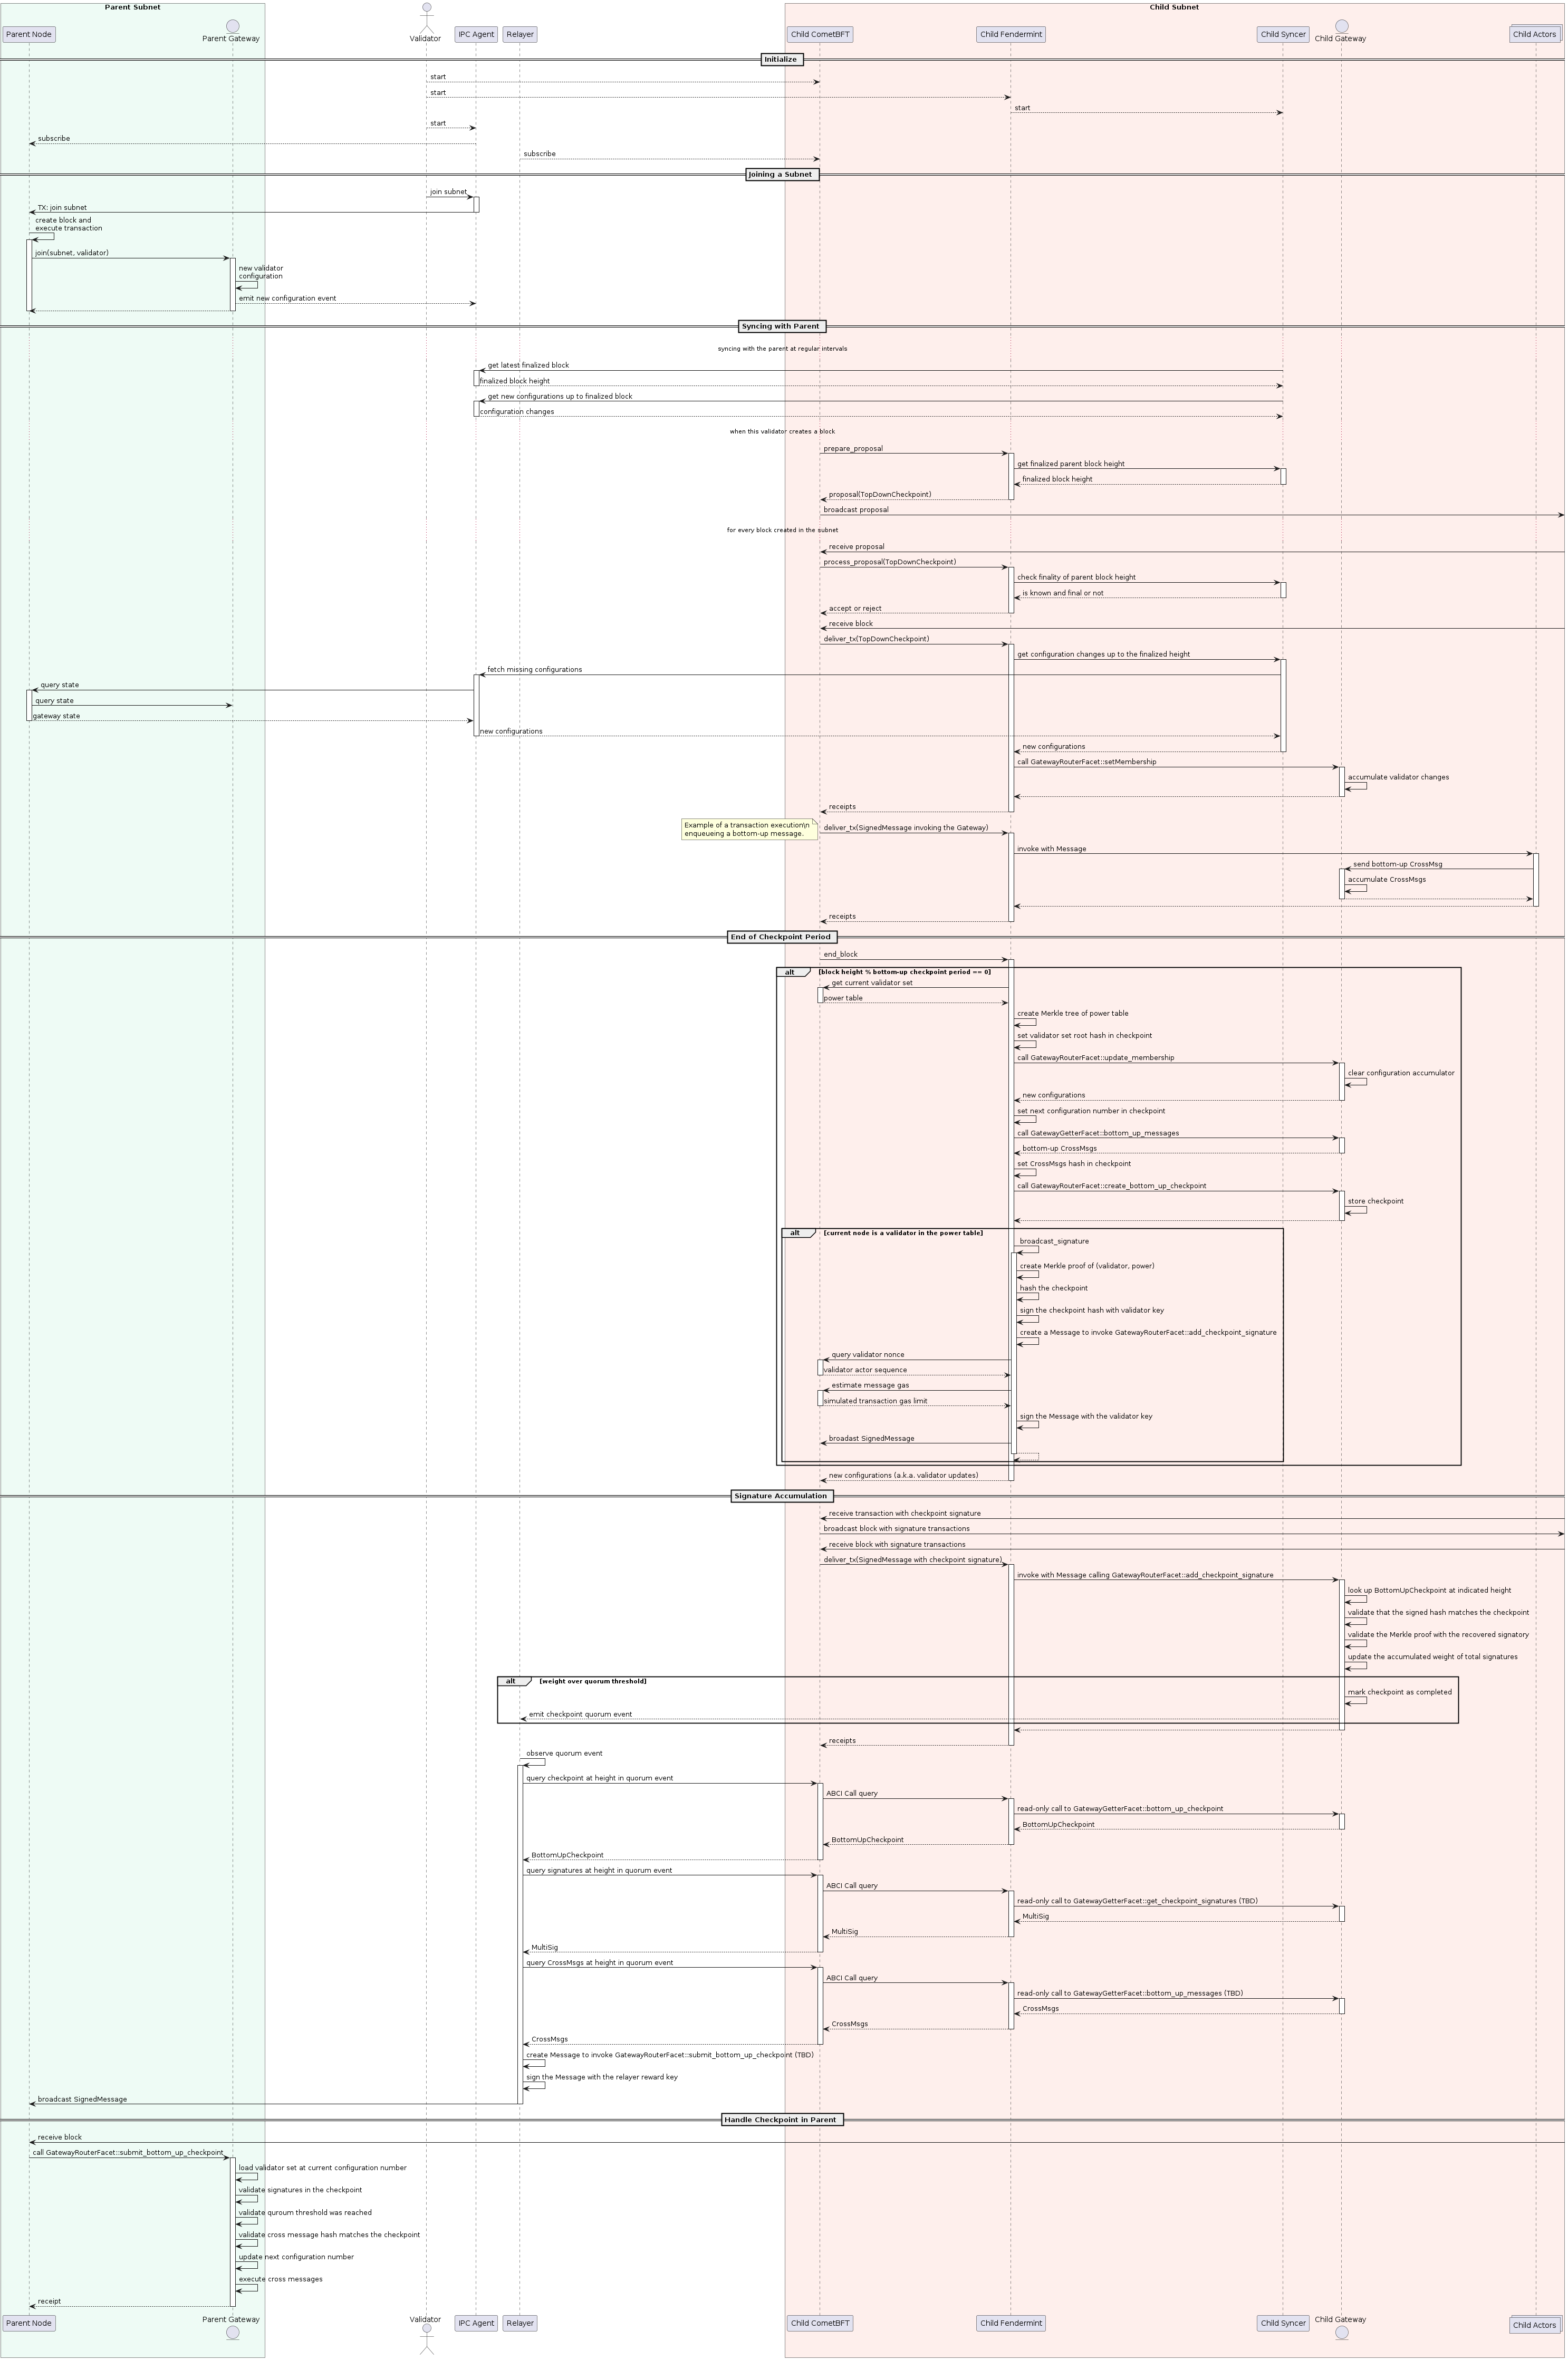 Parent Subnet
Child Subnet
Parent Node
Parent Gateway
Validator
IPC Agent
Relayer
Child CometBFT
Child Fendermint
Child Syncer
Child Gateway
Child Actors
Initialize
start
start
start
start
subscribe
subscribe
Joining a Subnet
join subnet
TX: join subnet
create block and
execute transaction
join(subnet, validator)
new validator
configuration
emit new configuration event
Syncing with Parent
syncing with the parent at regular intervals
get latest finalized block
finalized block height
get new configurations up to finalized block
configuration changes
when this validator creates a block
prepare_proposal
get finalized parent block height
finalized block height
proposal(TopDownCheckpoint)
broadcast proposal
for every block created in the subnet
receive proposal
process_proposal(TopDownCheckpoint)
check finality of parent block height
is known and final or not
accept or reject
receive block
deliver_tx(TopDownCheckpoint)
get configuration changes up to the finalized height
fetch missing configurations
query state
query state
gateway state
new configurations
new configurations
call GatewayRouterFacet::setMembership
accumulate validator changes
receipts
Example of a transaction execution\n
enqueueing a bottom-up message.
deliver_tx(SignedMessage invoking the Gateway)
invoke with Message
send bottom-up CrossMsg
accumulate CrossMsgs
receipts
End of Checkpoint Period
end_block
alt [block height % bottom-up checkpoint period == 0]
get current validator set
power table
create Merkle tree of power table
set validator set root hash in checkpoint
call GatewayRouterFacet::update_membership
clear configuration accumulator
new configurations
set next configuration number in checkpoint
call GatewayGetterFacet::bottom_up_messages
bottom-up CrossMsgs
set CrossMsgs hash in checkpoint
call GatewayRouterFacet::create_bottom_up_checkpoint
store checkpoint
alt [current node is a validator in the power table]
broadcast_signature
create Merkle proof of (validator, power)
hash the checkpoint
sign the checkpoint hash with validator key
create a Message to invoke GatewayRouterFacet::add_checkpoint_signature
query validator nonce
validator actor sequence
estimate message gas
simulated transaction gas limit
sign the Message with the validator key
broadast SignedMessage
new configurations (a.k.a. validator updates)
Signature Accumulation
receive transaction with checkpoint signature
broadcast block with signature transactions
receive block with signature transactions
deliver_tx(SignedMessage with checkpoint signature)
invoke with Message calling GatewayRouterFacet::add_checkpoint_signature
look up BottomUpCheckpoint at indicated height
validate that the signed hash matches the checkpoint
validate the Merkle proof with the recovered signatory
update the accumulated weight of total signatures
alt [weight over quorum threshold]
mark checkpoint as completed
emit checkpoint quorum event
receipts
observe quorum event
query checkpoint at height in quorum event
ABCI Call query
read-only call to GatewayGetterFacet::bottom_up_checkpoint
BottomUpCheckpoint
BottomUpCheckpoint
BottomUpCheckpoint
query signatures at height in quorum event
ABCI Call query
read-only call to GatewayGetterFacet::get_checkpoint_signatures (TBD)
MultiSig
MultiSig
MultiSig
query CrossMsgs at height in quorum event
ABCI Call query
read-only call to GatewayGetterFacet::bottom_up_messages (TBD)
CrossMsgs
CrossMsgs
CrossMsgs
create Message to invoke GatewayRouterFacet::submit_bottom_up_checkpoint (TBD)
sign the Message with the relayer reward key
broadcast SignedMessage
Handle Checkpoint in Parent
receive block
call GatewayRouterFacet::submit_bottom_up_checkpoint
load validator set at current configuration number
validate signatures in the checkpoint
validate quroum threshold was reached
validate cross message hash matches the checkpoint
update next configuration number
execute cross messages
receipt
Parent Node
Parent Gateway
Validator
IPC Agent
Relayer
Child CometBFT
Child Fendermint
Child Syncer
Child Gateway
Child Actors